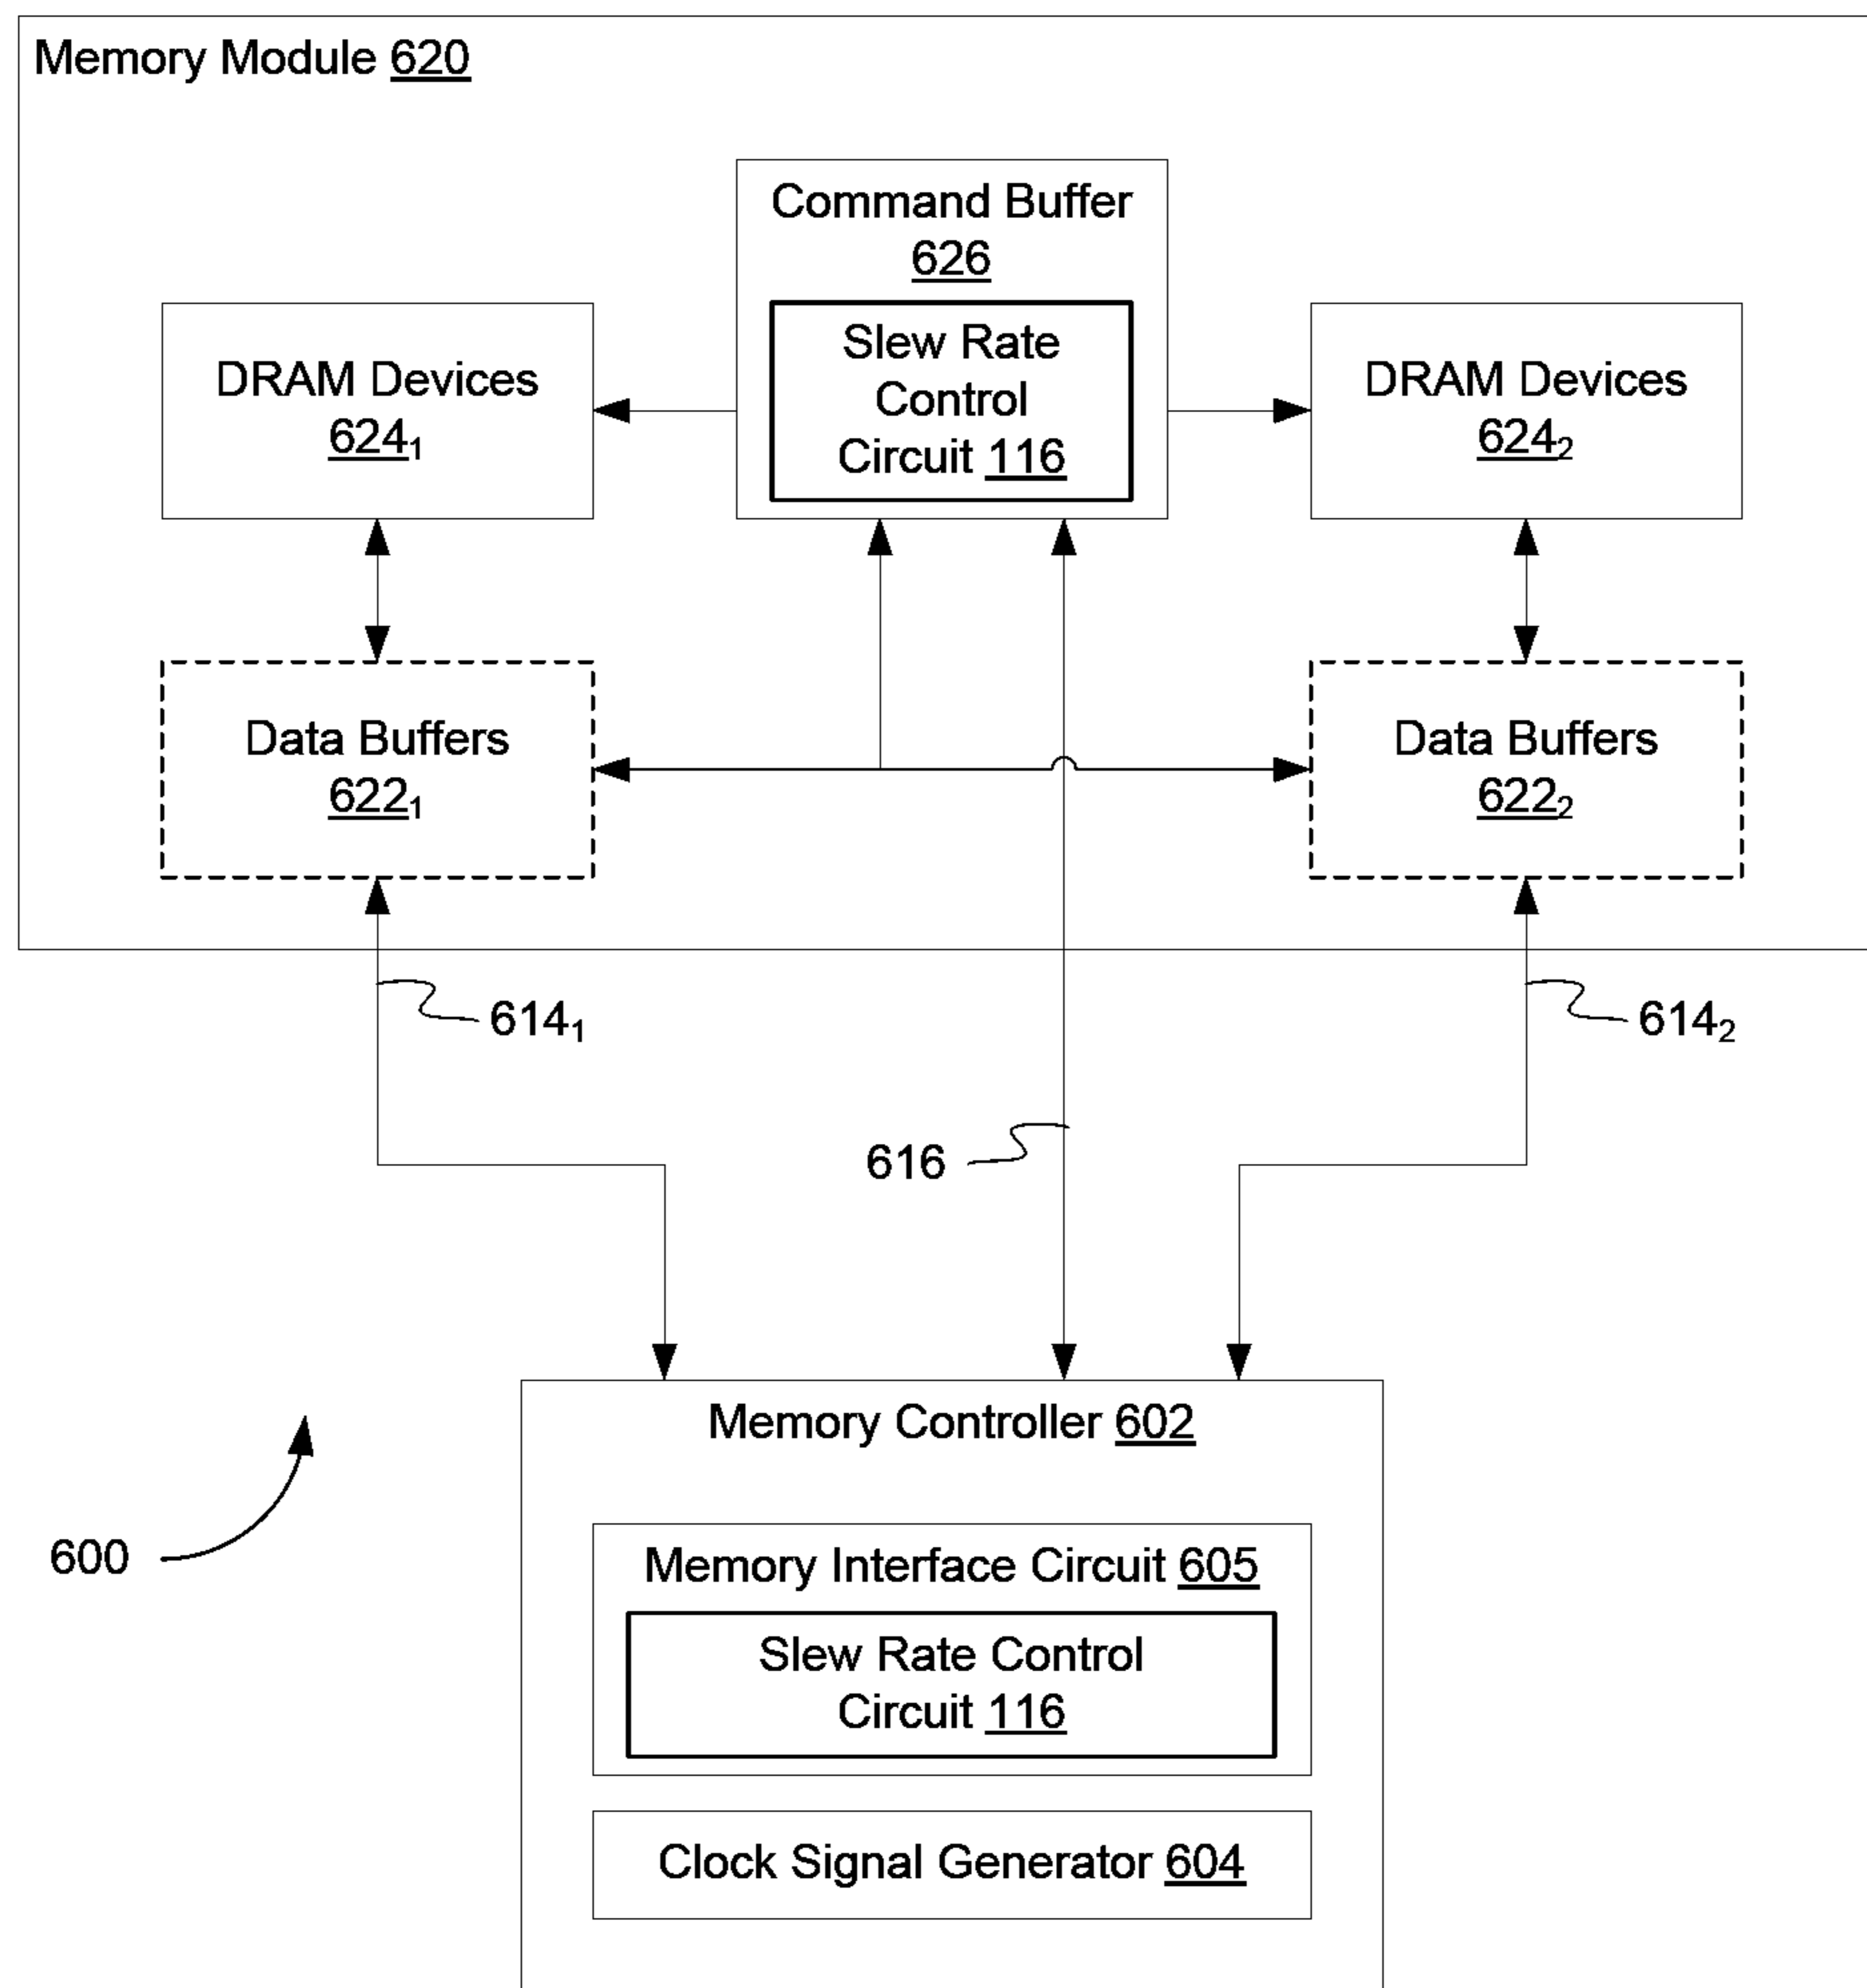 Memory Module 620
Command Buffer
626
Slew Rate
Control
Circuit 116
DRAM Devices
624₁
DRAM Devices
624₂
Data Buffers
622₁
Data Buffers
622₂
614₁
614₂
616
Memory Controller 602
600
Memory Interface Circuit 605
Slew Rate Control
Circuit 116
Clock Signal Generator 604